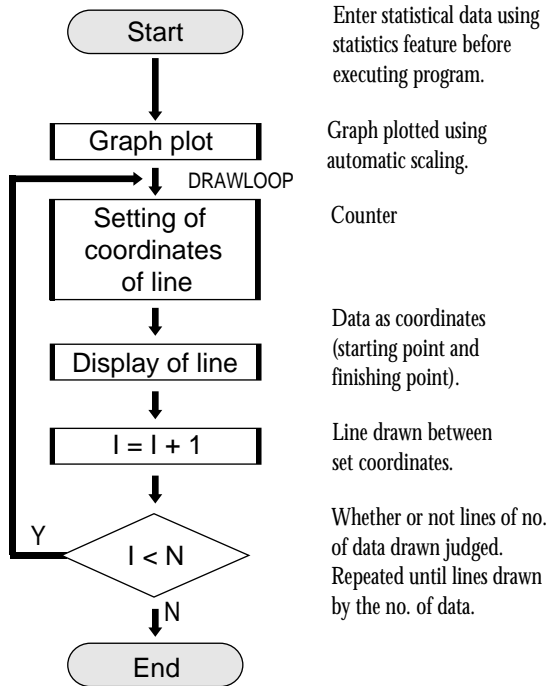 Start
Enter statistical data using
statistics feature before
executing program.
Graph plot
Graph plotted using
automatic scaling.
DRAWLOOP
Setting of
coordinates
of line
Counter
Display of line
Data as coordinates
(starting point and
finishing point).
I = I + 1
Line drawn between
set coordinates.
Y
I < N
Whether or not lines of no.
of data drawn judged.
Repeated until lines drawn
by the no. of data.
N
End